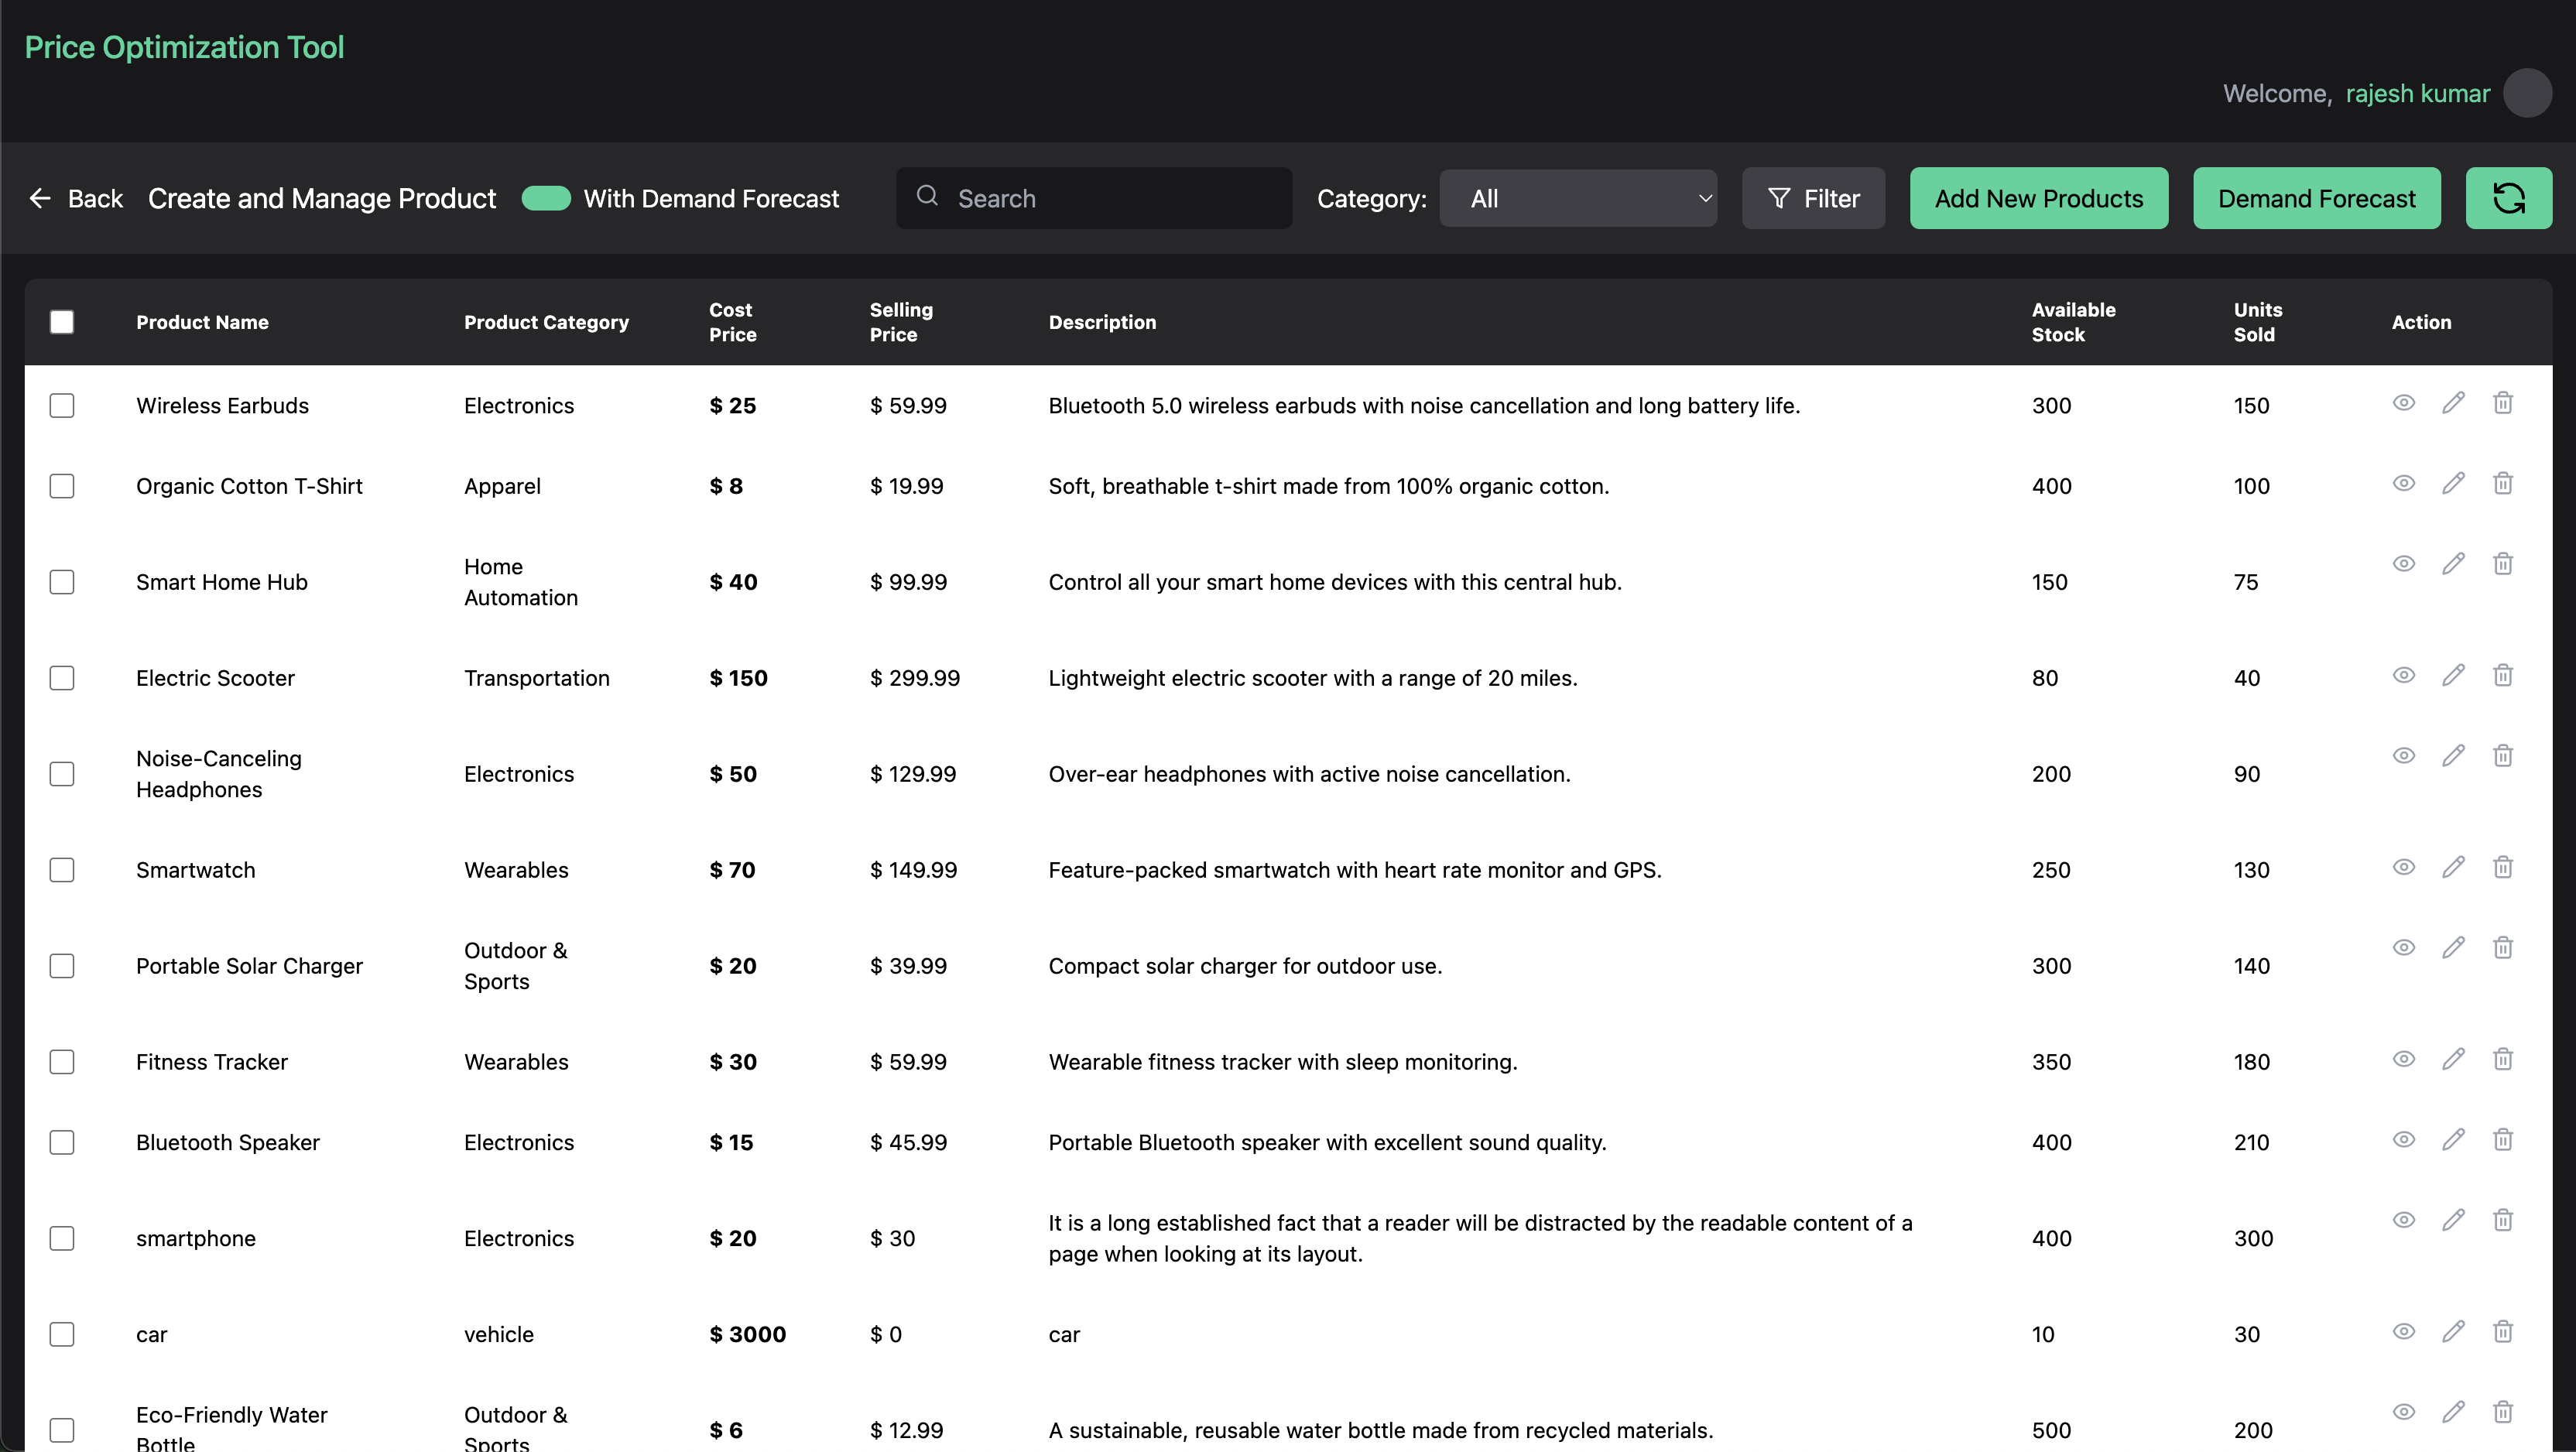 Price Optimization Tool
Welcome, rajesh kumar
Back Create and Manage Product With Demand Forecast Search Category: All Filter Add New Products Demand Forecast
Product Name Product Category Cost Price Selling Price Description Available Stock Units Sold Action
Wireless Earbuds Electronics $ 25 $ 59.99 Bluetooth 5.0 wireless earbuds with noise cancellation and long battery life. 300 150
Organic Cotton T-Shirt Apparel $ 8 $ 19.99 Soft, breathable t-shirt made from 100% organic cotton. 400 100
Smart Home Hub Home Automation $ 40 $ 99.99 Control all your smart home devices with this central hub. 150 75
Electric Scooter Transportation $ 150 $ 299.99 Lightweight electric scooter with a range of 20 miles. 80 40
Noise-Canceling Headphones Electronics $ 50 $ 129.99 Over-ear headphones with active noise cancellation. 200 90
Smartwatch Wearables $ 70 $ 149.99 Feature-packed smartwatch with heart rate monitor and GPS. 250 130
Portable Solar Charger Outdoor & Sports $ 20 $ 39.99 Compact solar charger for outdoor use. 300 140
Fitness Tracker Wearables $ 30 $ 59.99 Wearable fitness tracker with sleep monitoring. 350 180
Bluetooth Speaker Electronics $ 15 $ 45.99 Portable Bluetooth speaker with excellent sound quality. 400 210
smartphone Electronics $ 20 $ 30 It is a long established fact that a reader will be distracted by the readable content of a page when looking at its layout. 400 300
car vehicle $ 3000 $ 0 car 10 30
Eco-Friendly Water Bottle Outdoor & Sports $ 6 $ 12.99 A sustainable, reusable water bottle made from recycled materials. 500 200